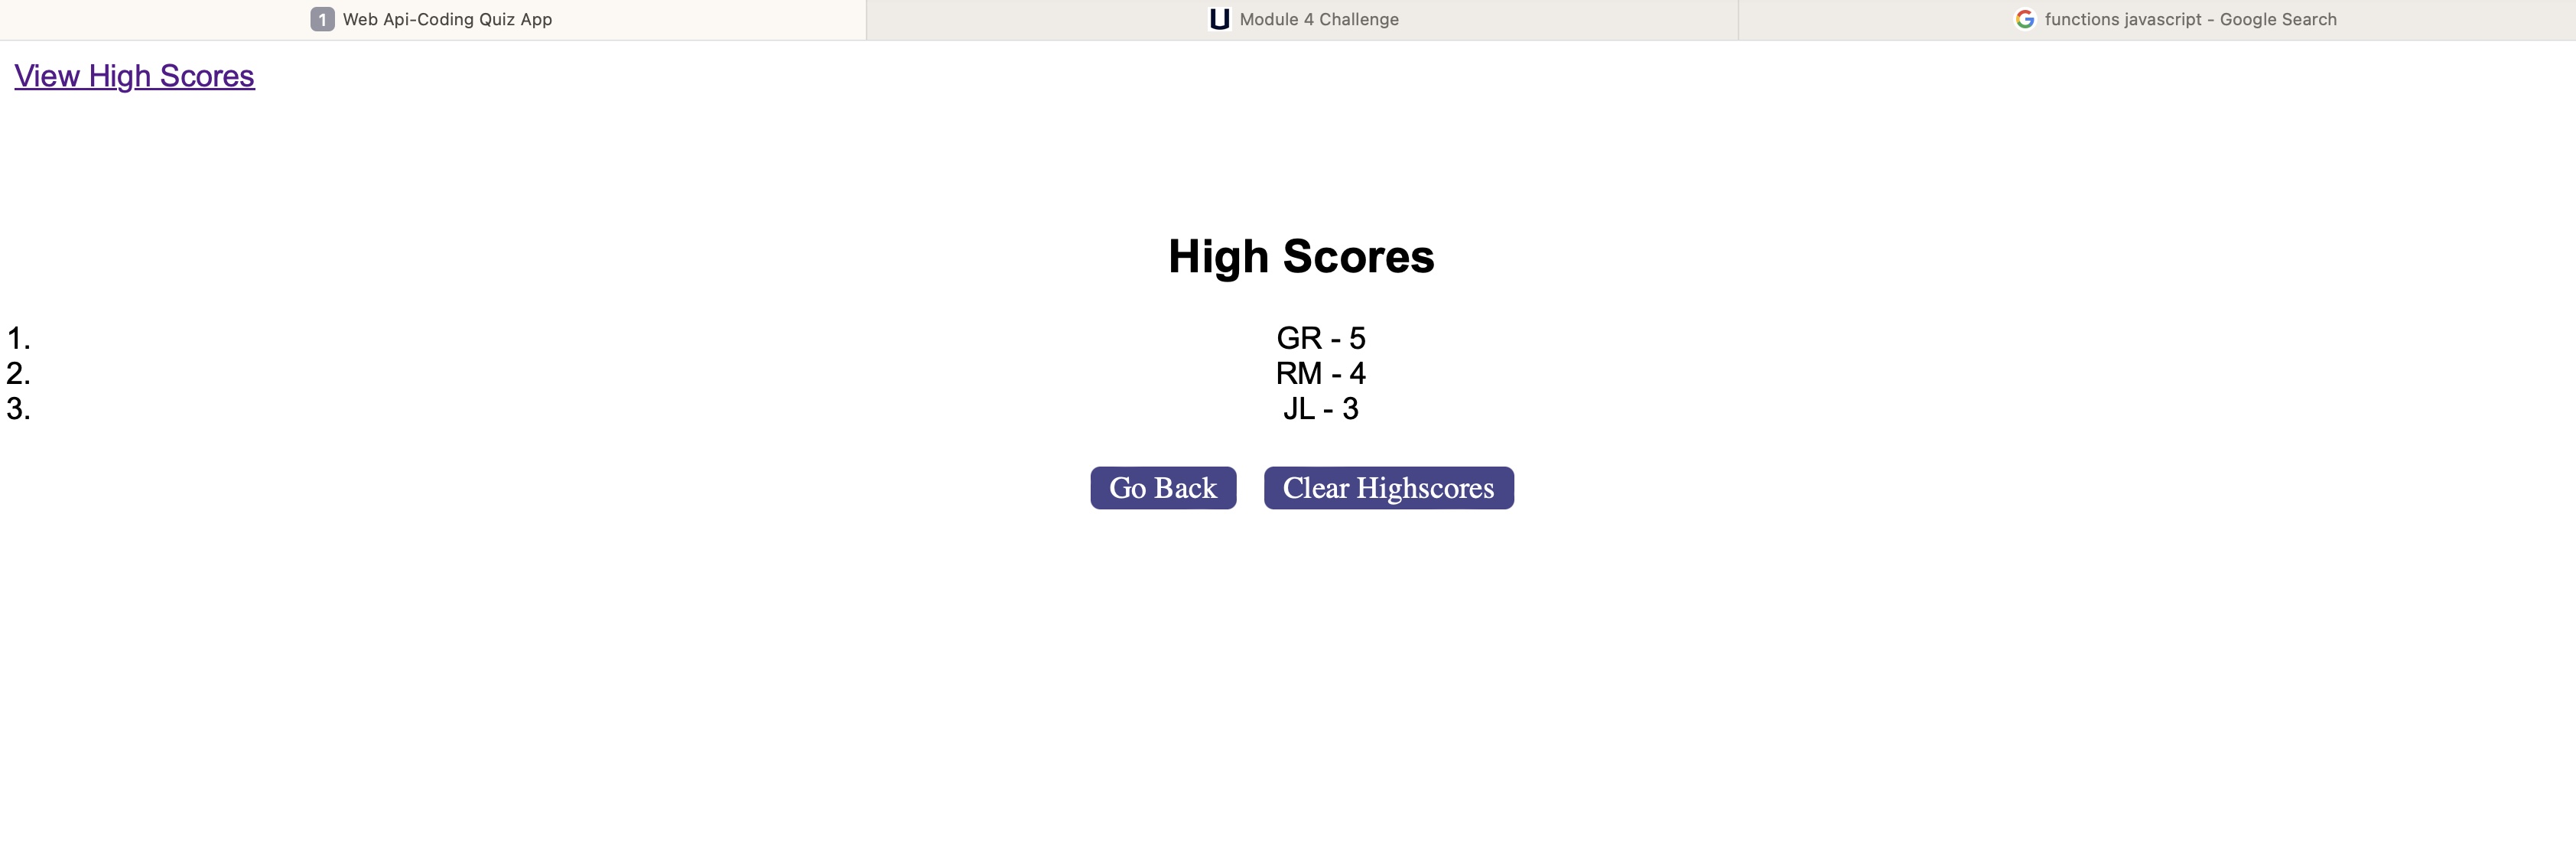 1 Web Api-Coding Quiz App
U Module 4 Challenge
G functions javascript - Google Search
View High Scores
High Scores
1. GR - 5
2. RM - 4
3. JL - 3
Go Back Clear Highscores